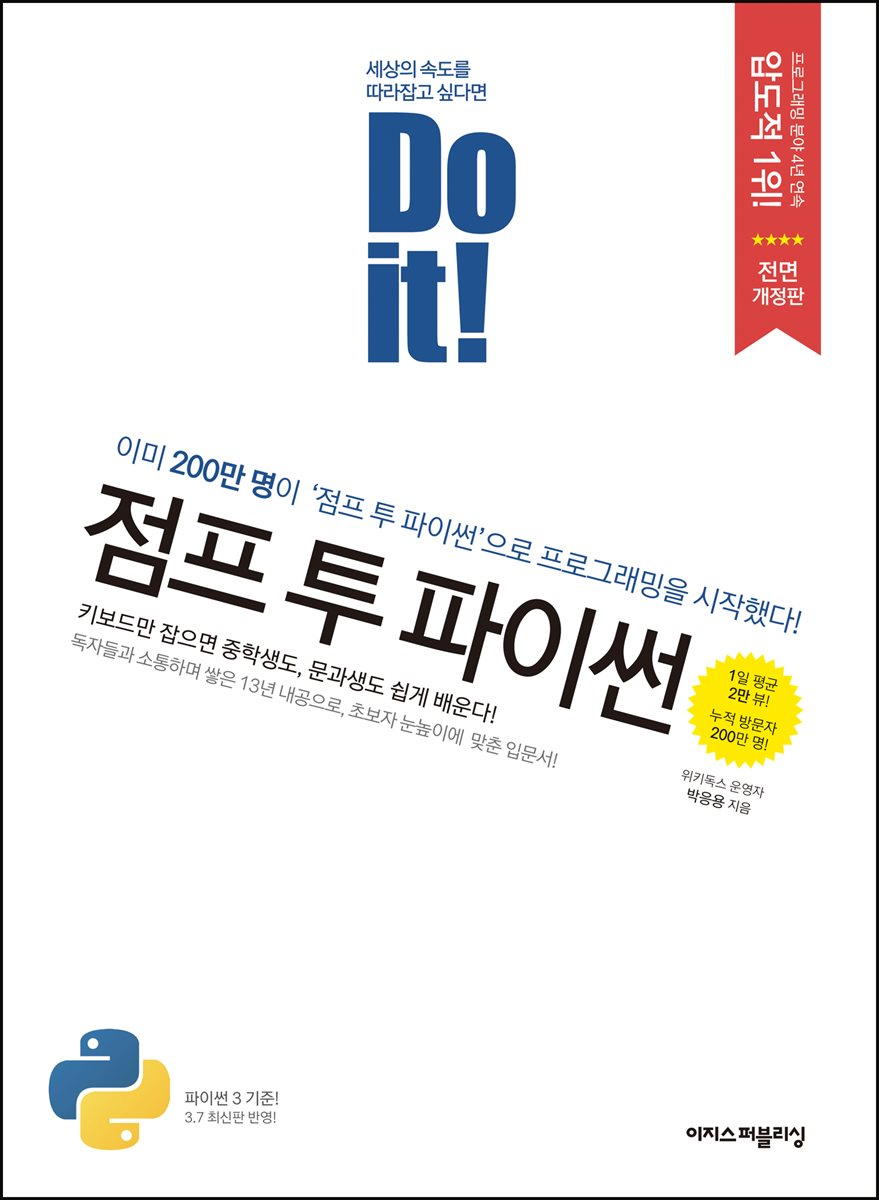 세상의 속도를
따라잡고 싶다면
Do
it!
프로그래밍 분야 4년 연속
압도적 1위!
★★★★
전면
개정판
이미 200만 명이 ‘점프 투 파이썬’으로 프로그래밍을 시작했다!
점프 투 파이썬
키보드만 잡으면 중학생도, 문과생도 쉽게 배운다!
독자들과 소통하며 쌓은 13년 내공으로, 초보자 눈높이에 맞춘 입문서!
1일 평균
2만 뷰!
누적 방문자
200만 명!
위키독스 운영자
박응용 지음
파이썬 3 기준!
3.7 최신판 반영!
이지스 퍼블리싱